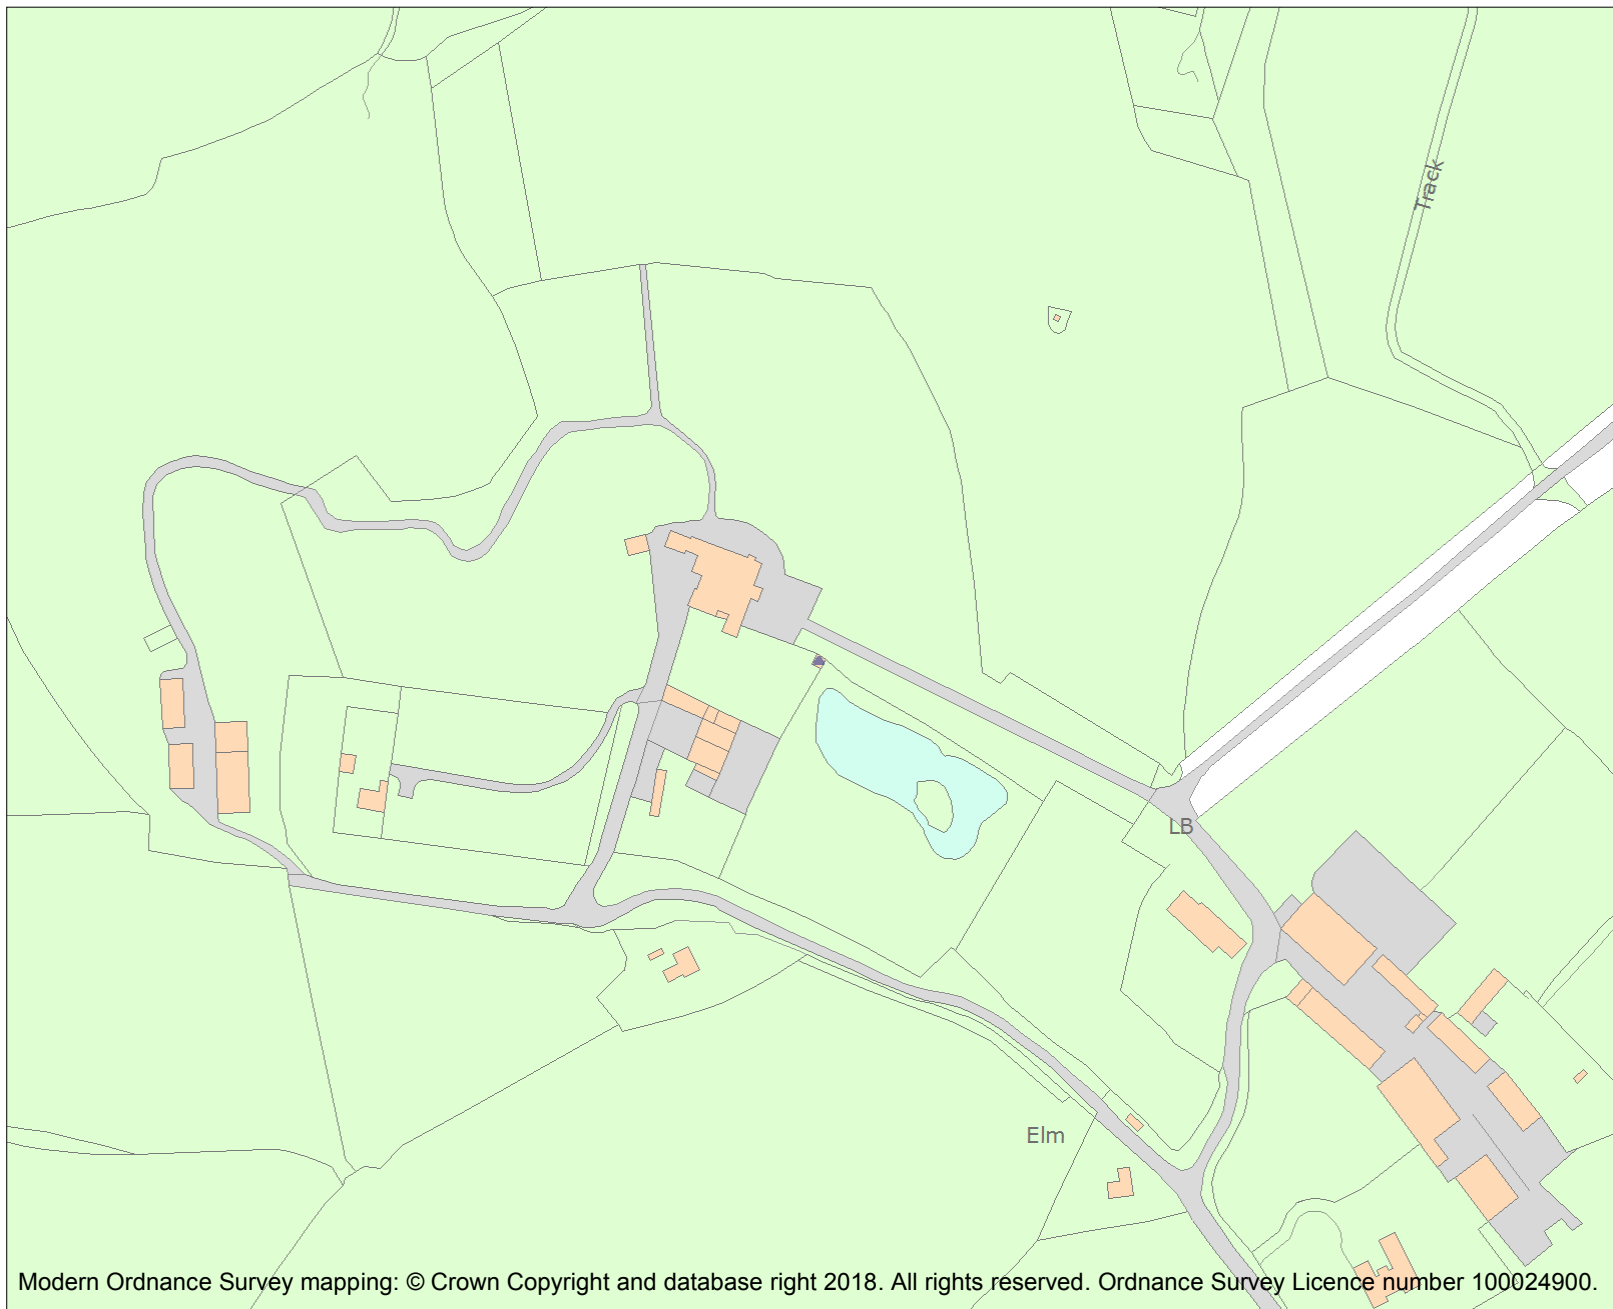 Track
LB
Elm
Modern Ordnance Survey mapping: © Crown Copyright and database right 2018. All rights reserved. Ordnance Survey Licence number 100024900.